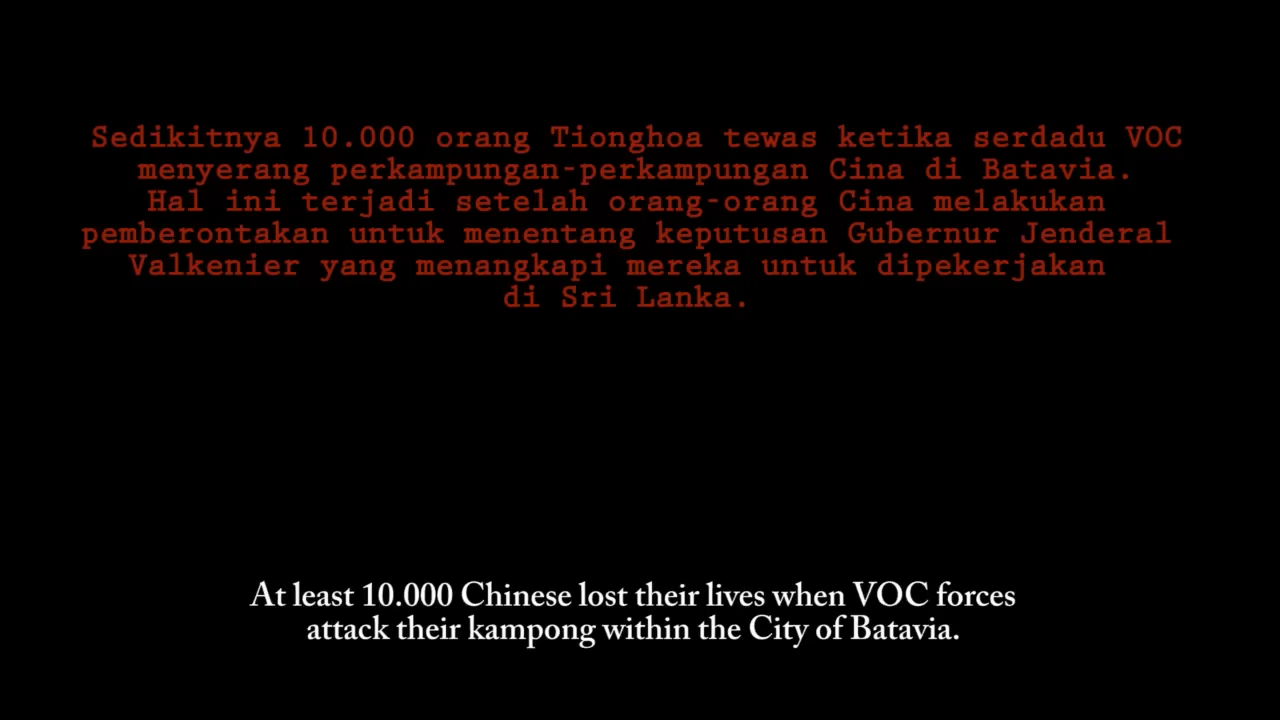 Sedikitnya 10.000 orang Tionghoa tewas ketika serdadu VOC
menyerang perkampungan-perkampungan Cina di Batavia.
Hal ini terjadi setelah orang-orang Cina melakukan
pemberontakan untuk menentang keputusan Gubernur Jenderal
Valkenier yang menangkapi mereka untuk dipekerjakan
di Sri Lanka.
At least 10.000 Chinese lost their lives when VOC forces
attack their kampong within the City of Batavia.